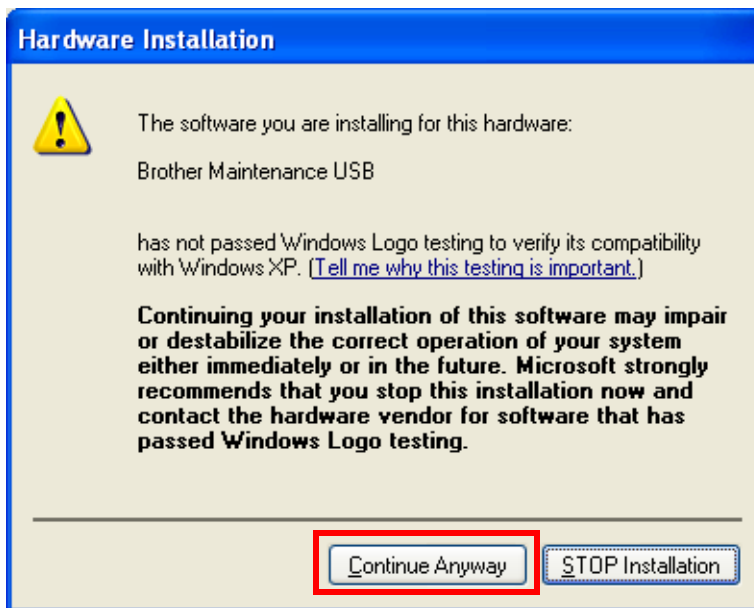 Hardware Installation
The software you are installing for this hardware:
Brother Maintenance USB
has not passed Windows Logo testing to verify its compatibility
with Windows XP. (Tell me why this testing is important.)
Continuing your installation of this software may impair
or destabilize the correct operation of your system
either immediately or in the future. Microsoft strongly
recommends that you stop this installation now and
contact the hardware vendor for software that has
passed Windows Logo testing.
Continue Anyway
STOP Installation